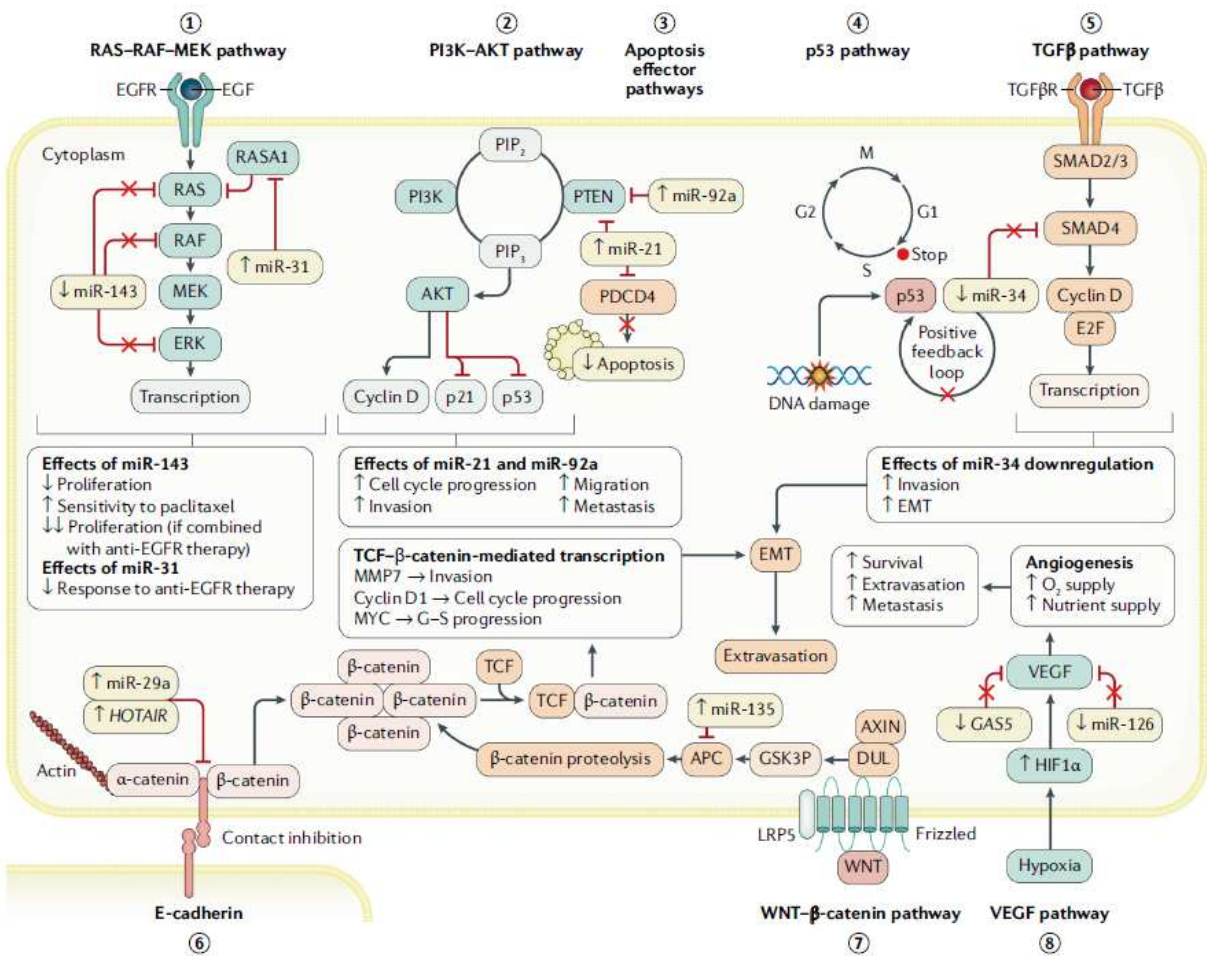 ①
RAS–RAF–MEK pathway
②
PI3K–AKT pathway
③
Apoptosis
effector
pathways
④
p53 pathway
⑤
TGFβ pathway
EGFR
EGF
TGFβR
TGFβ
Cytoplasm
RASA1
RAS
RAF
MEK
ERK
Transcription
↓ miR-143
↑ miR-31
PIP2
PI3K
PTEN
PIP3
↑ miR-92a
↑ miR-21
AKT
PDCD4
↓ Apoptosis
Cyclin D
p21
p53
M
G2
G1
S
Stop
p53
↓ miR-34
Positive
feedback
loop
DNA damage
SMAD2/3
SMAD4
Cyclin D
E2F
Transcription
Effects of miR-143
↓ Proliferation
↑ Sensitivity to paclitaxel
↓↓ Proliferation (if combined
with anti-EGFR therapy)
Effects of miR-31
↓ Response to anti-EGFR therapy
Effects of miR-21 and miR-92a
↑ Cell cycle progression
↑ Invasion
↑ Migration
↑ Metastasis
Effects of miR-34 downregulation
↑ Invasion
↑ EMT
TCF–β-catenin-mediated transcription
MMP7 → Invasion
Cyclin D1 → Cell cycle progression
MYC → G–S progression
EMT
Extravasation
↑ Survival
↑ Extravasation
↑ Metastasis
Angiogenesis
↑ O2 supply
↑ Nutrient supply
↑ miR-29a
↑ HOTAIR
Actin
α-catenin
β-catenin
Contact inhibition
β-catenin
β-catenin
β-catenin
β-catenin
TCF
TCF
β-catenin
↑ miR-135
β-catenin proteolysis
APC
GSK3P
AXIN
DUL
LRP5
Frizzled
WNT
VEGF
↓ GAS5
↓ miR-126
↑ HIF1α
Hypoxia
E-cadherin
⑥
WNT–β-catenin pathway
⑦
VEGF pathway
⑧